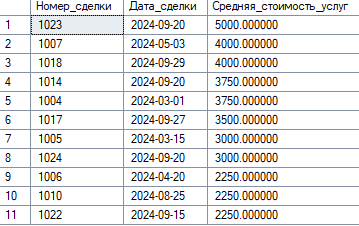 Номер_сделки Дата_сделки Средняя_стоимость_услуг
1 1023 2024-09-20 5000.000000
2 1007 2024-05-03 4000.000000
3 1018 2024-09-29 4000.000000
4 1014 2024-09-20 3750.000000
5 1004 2024-03-01 3750.000000
6 1017 2024-09-27 3500.000000
7 1005 2024-03-15 3000.000000
8 1024 2024-09-20 3000.000000
9 1006 2024-04-20 2250.000000
10 1010 2024-08-25 2250.000000
11 1022 2024-09-15 2250.000000